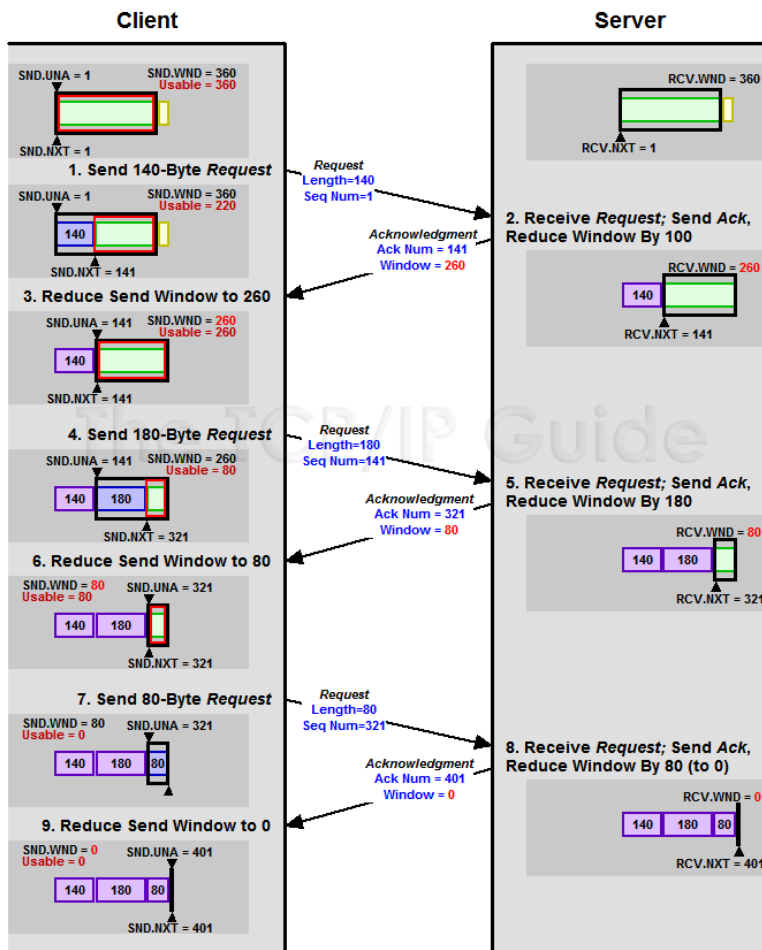 Client
Server
SND.UNA = 1
SND.WND = 360
Usable = 360
SND.NXT = 1
RCV.WND = 360
RCV.NXT = 1
1. Send 140-Byte Request
Request
Length=140
Seq Num=1
SND.UNA = 1
SND.WND = 360
Usable = 220
140
SND.NXT = 141
2. Receive Request; Send Ack,
Reduce Window By 100
Acknowledgment
Ack Num = 141
Window = 260
RCV.WND = 260
140
RCV.NXT = 141
3. Reduce Send Window to 260
SND.UNA = 141
SND.WND = 260
Usable = 260
140
SND.NXT = 141
The TCP/IP Guide
4. Send 180-Byte Request
Request
Length=180
Seq Num=141
SND.UNA = 141
SND.WND = 260
Usable = 80
140
180
SND.NXT = 321
5. Receive Request; Send Ack,
Reduce Window By 180
Acknowledgment
Ack Num = 321
Window = 80
RCV.WND = 80
140
180
RCV.NXT = 321
6. Reduce Send Window to 80
SND.WND = 80
Usable = 80
SND.UNA = 321
140
180
SND.NXT = 321
7. Send 80-Byte Request
Request
Length=80
Seq Num=321
SND.WND = 80
Usable = 0
SND.UNA = 321
140
180
80
8. Receive Request; Send Ack,
Reduce Window By 80 (to 0)
Acknowledgment
Ack Num = 401
Window = 0
RCV.WND = 0
140
180
80
RCV.NXT = 401
9. Reduce Send Window to 0
SND.WND = 0
Usable = 0
SND.UNA = 401
140
180
80
SND.NXT = 401